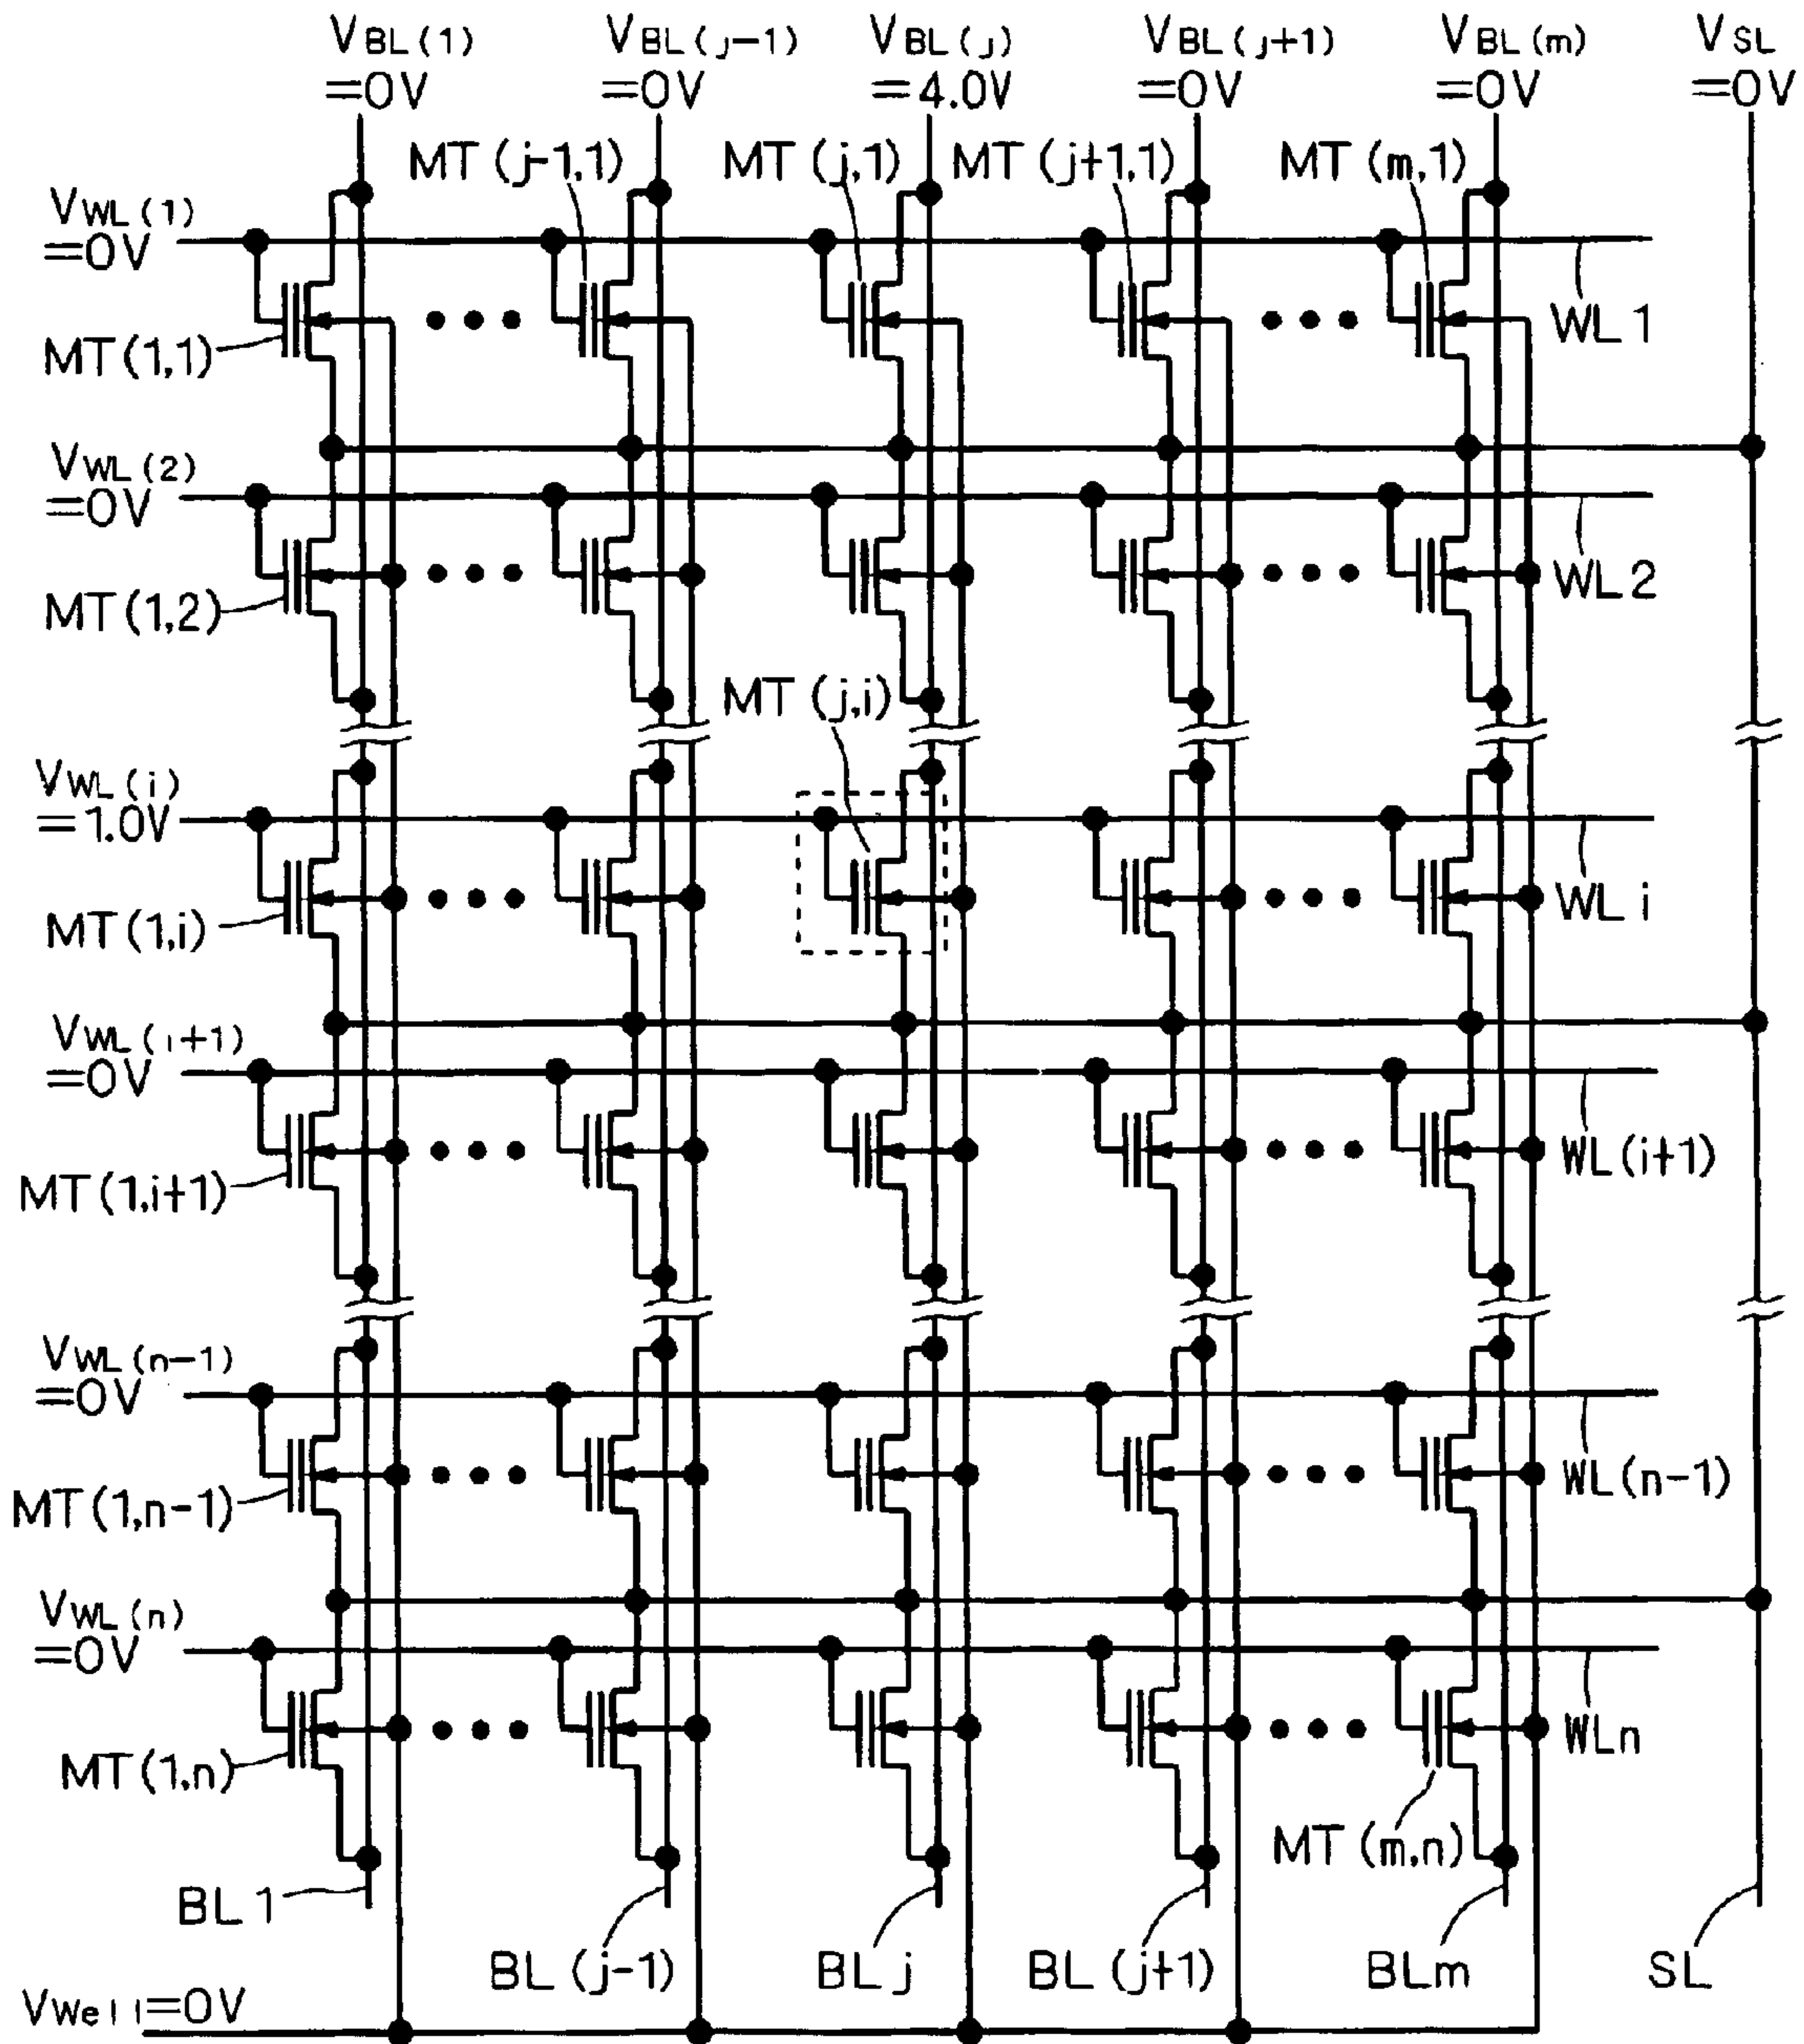 VBL(1) VBL(j-1) VBL(j) VBL(j+1) VBL(m) VSL
=0V =0V =4.0V =0V =0V =0V
MT(j-1,1) MT(j,1) MT(j+1,1) MT(m,1)
VWL(1)
=0V
WL1
MT(1,1)
VWL(2)
=0V
WL2
MT(1,2)
MT(j,i)
VWL(i)
=1.0V
WLi
MT(1,i)
VWL(i+1)
=0V
WL(i+1)
MT(1,i+1)
VWL(n-1)
=0V
WL(n-1)
MT(1,n-1)
VWL(n)
=0V
WLn
MT(1,n)
MT(m,n)
BL1
BL(j-1) BLj BL(j+1) BLm SL
VWell=0V